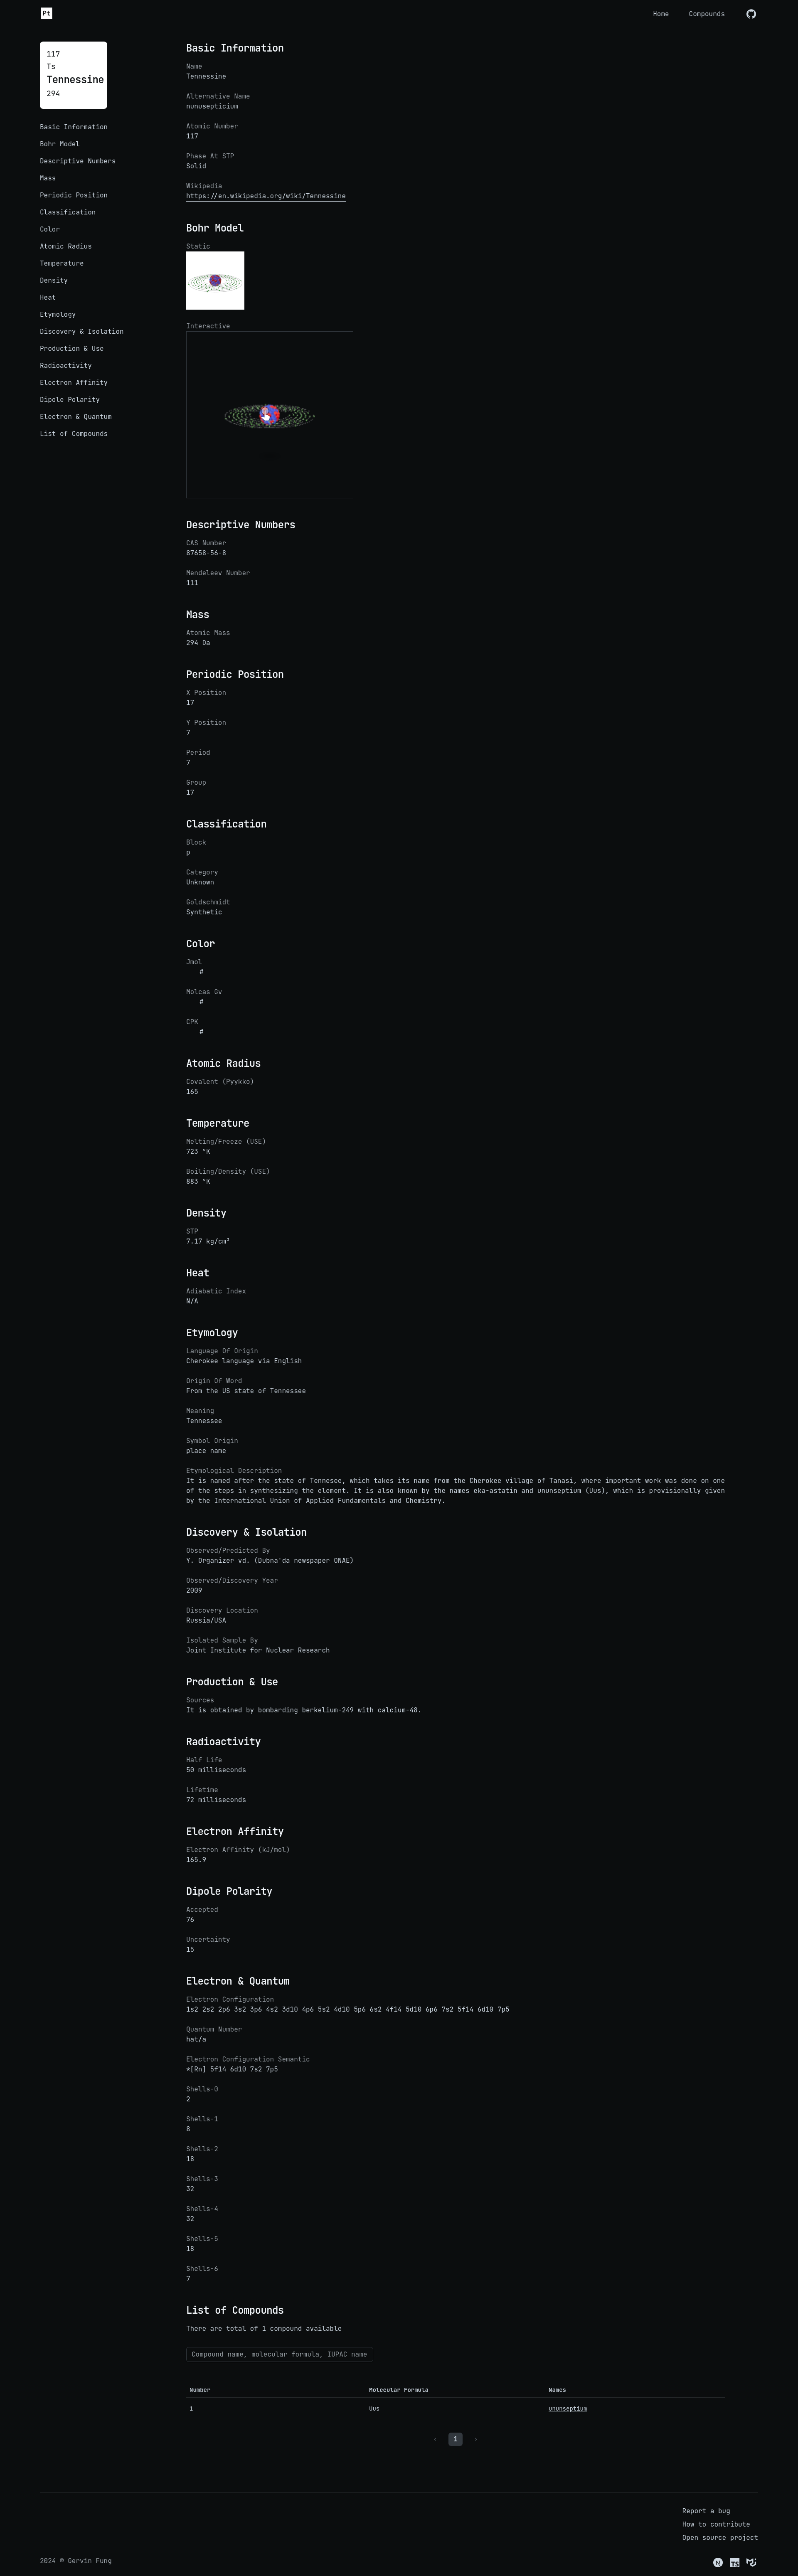 Pt
Home
Compounds
117
Ts
Tennessine
294
Basic Information
Bohr Model
Descriptive Numbers
Mass
Periodic Position
Classification
Color
Atomic Radius
Temperature
Density
Heat
Etymology
Discovery & Isolation
Production & Use
Radioactivity
Electron Affinity
Dipole Polarity
Electron & Quantum
List of Compounds
Basic Information
Name
Tennessine
Alternative Name
nunusepticium
Atomic Number
117
Phase At STP
Solid
Wikipedia
https://en.wikipedia.org/wiki/Tennessine
Bohr Model
Static
Interactive
Descriptive Numbers
CAS Number
87658-56-8
Mendeleev Number
111
Mass
Atomic Mass
294 Da
Periodic Position
X Position
17
Y Position
7
Period
7
Group
17
Classification
Block
p
Category
Unknown
Goldschmidt
Synthetic
Color
Jmol
#
Molcas Gv
#
CPK
#
Atomic Radius
Covalent (Pyykko)
165
Temperature
Melting/Freeze (USE)
723 °K
Boiling/Density (USE)
883 °K
Density
STP
7.17 kg/cm³
Heat
Adiabatic Index
N/A
Etymology
Language Of Origin
Cherokee language via English
Origin Of Word
From the US state of Tennessee
Meaning
Tennessee
Symbol Origin
place name
Etymological Description
It is named after the state of Tennesee, which takes its name from the Cherokee village of Tanasi, where important work was done on one
of the steps in synthesizing the element. It is also known by the names eka-astatin and ununseptium (Uus), which is provisionally given
by the International Union of Applied Fundamentals and Chemistry.
Discovery & Isolation
Observed/Predicted By
Y. Organizer vd. (Dubna'da newspaper ONAE)
Observed/Discovery Year
2009
Discovery Location
Russia/USA
Isolated Sample By
Joint Institute for Nuclear Research
Production & Use
Sources
It is obtained by bombarding berkelium-249 with calcium-48.
Radioactivity
Half Life
50 milliseconds
Lifetime
72 milliseconds
Electron Affinity
Electron Affinity (kJ/mol)
165.9
Dipole Polarity
Accepted
76
Uncertainty
15
Electron & Quantum
Electron Configuration
1s2 2s2 2p6 3s2 3p6 4s2 3d10 4p6 5s2 4d10 5p6 6s2 4f14 5d10 6p6 7s2 5f14 6d10 7p5
Quantum Number
hat/a
Electron Configuration Semantic
*[Rn] 5f14 6d10 7s2 7p5
Shells-0
2
Shells-1
8
Shells-2
18
Shells-3
32
Shells-4
32
Shells-5
18
Shells-6
7
List of Compounds
There are total of 1 compound available
Compound name, molecular formula, IUPAC name
Number Molecular Formula Names
1 Uus ununseptium
‹ 1 ›
Report a bug
How to contribute
Open source project
2024 © Gervin Fung
N
TS